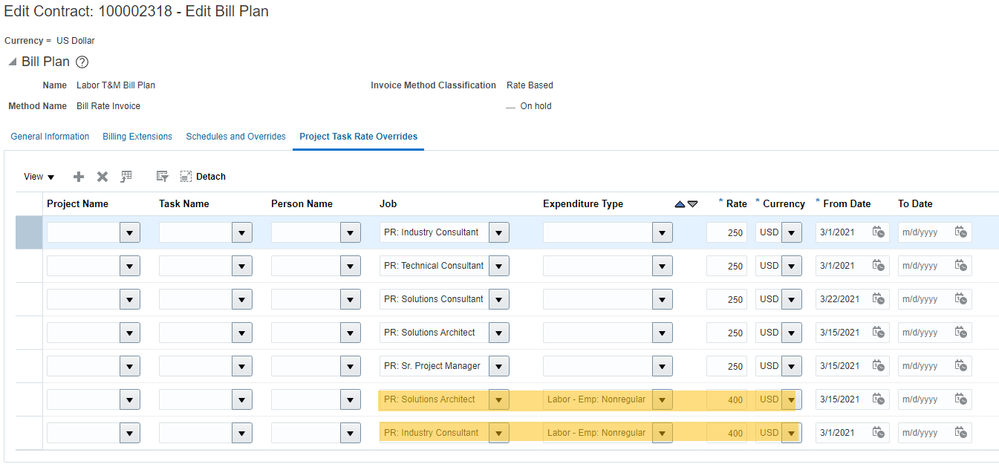 Edit Contract: 100002318 - Edit Bill Plan
Currency = US Dollar
Bill Plan ?
Name Labor T&M Bill Plan Invoice Method Classification Rate Based
Method Name Bill Rate Invoice On hold
General Information Billing Extensions Schedules and Overrides Project Task Rate Overrides
View Detach
Project Name Task Name Person Name Job Expenditure Type * Rate * Currency * From Date To Date
PR: Industry Consultant 250 USD 3/1/2021 m/d/yyyy
PR: Technical Consultant 250 USD 3/1/2021 m/d/yyyy
PR: Solutions Consultant 250 USD 3/22/2021 m/d/yyyy
PR: Solutions Architect 250 USD 3/15/2021 m/d/yyyy
PR: Sr. Project Manager 250 USD 3/15/2021 m/d/yyyy
PR: Solutions Architect Labor - Emp: Nonregular 400 USD 3/15/2021 m/d/yyyy
PR: Industry Consultant Labor - Emp: Nonregular 400 USD 3/1/2021 m/d/yyyy